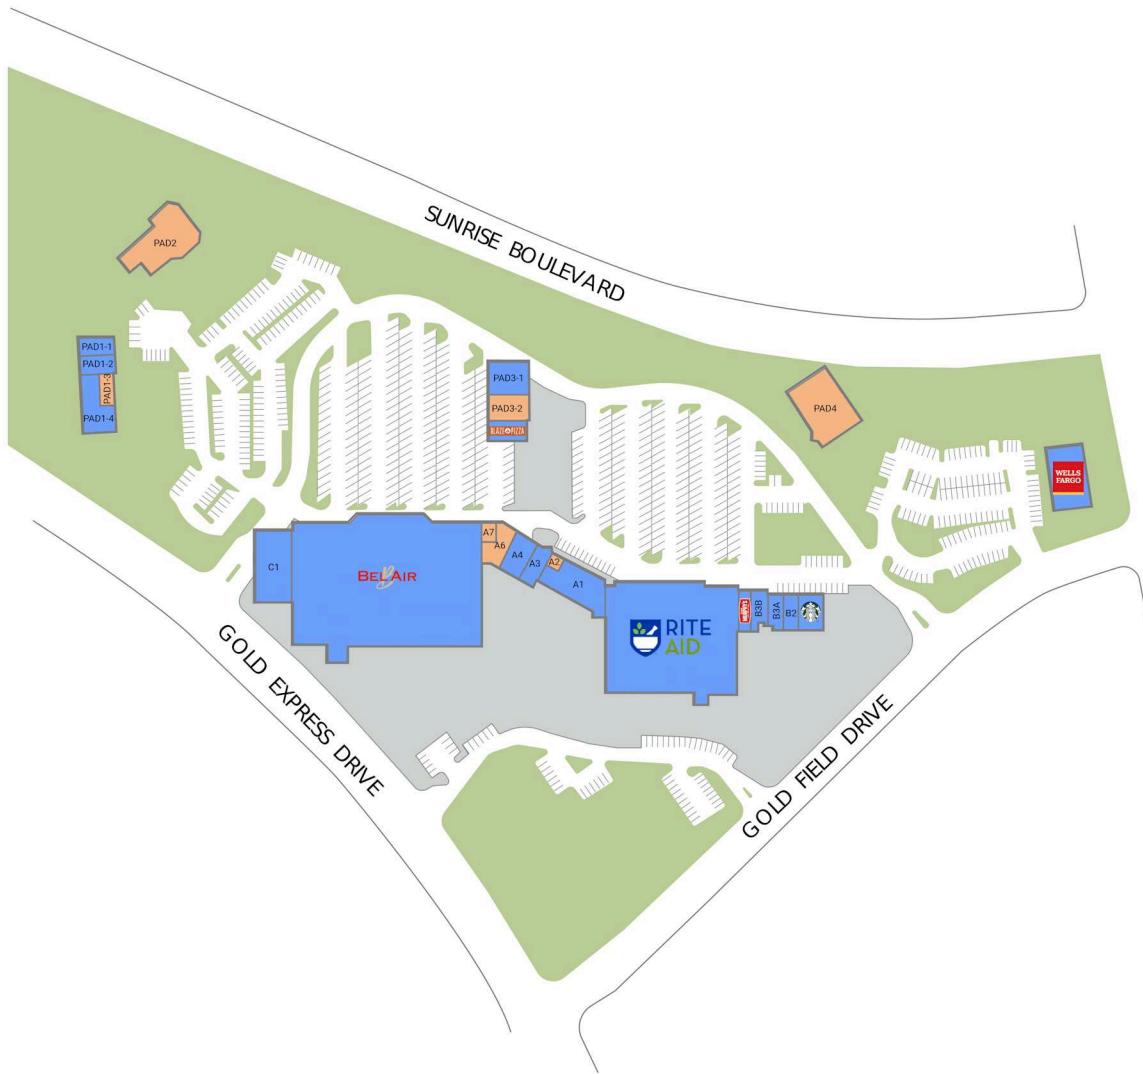 SUNRISE BOULEVARD
PAD2
PAD1-1
PAD1-2
PAD1-3
PAD1-4
PAD3-1
PAD3-2
BLAZE PIZZA
PAD4
WELLS
FARGO
C1
BEL AIR
A7
A6
A4
A3
A2
A1
RITE
AID
B3B
B3A
B2
GOLD EXPRESS DRIVE
GOLD FIELD DRIVE